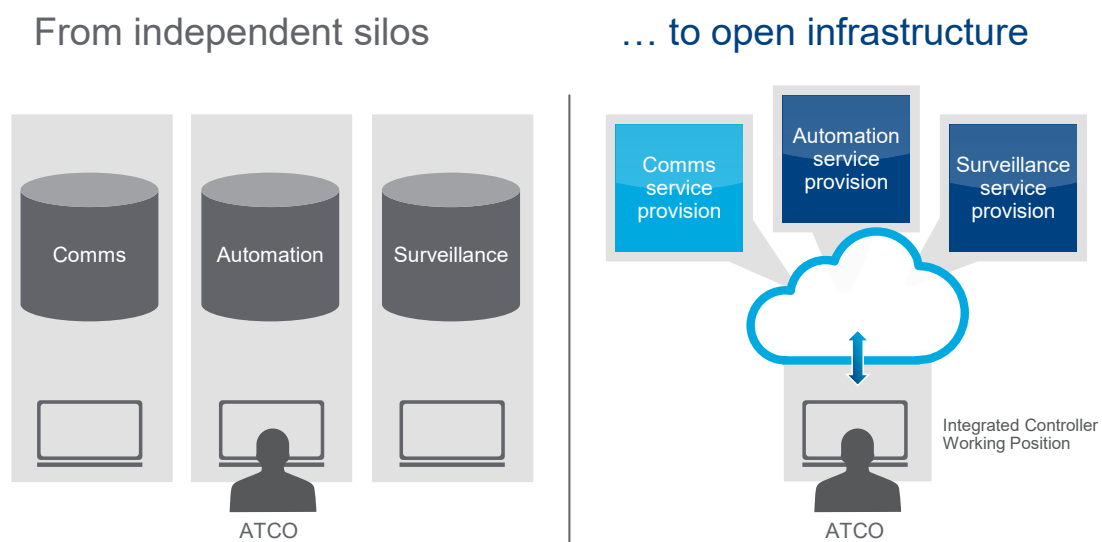 From independent silos
… to open infrastructure
Comms
Automation
Surveillance
ATCO
Comms
service
provision
Automation
service
provision
Surveillance
service
provision
Integrated Controller
Working Position
ATCO